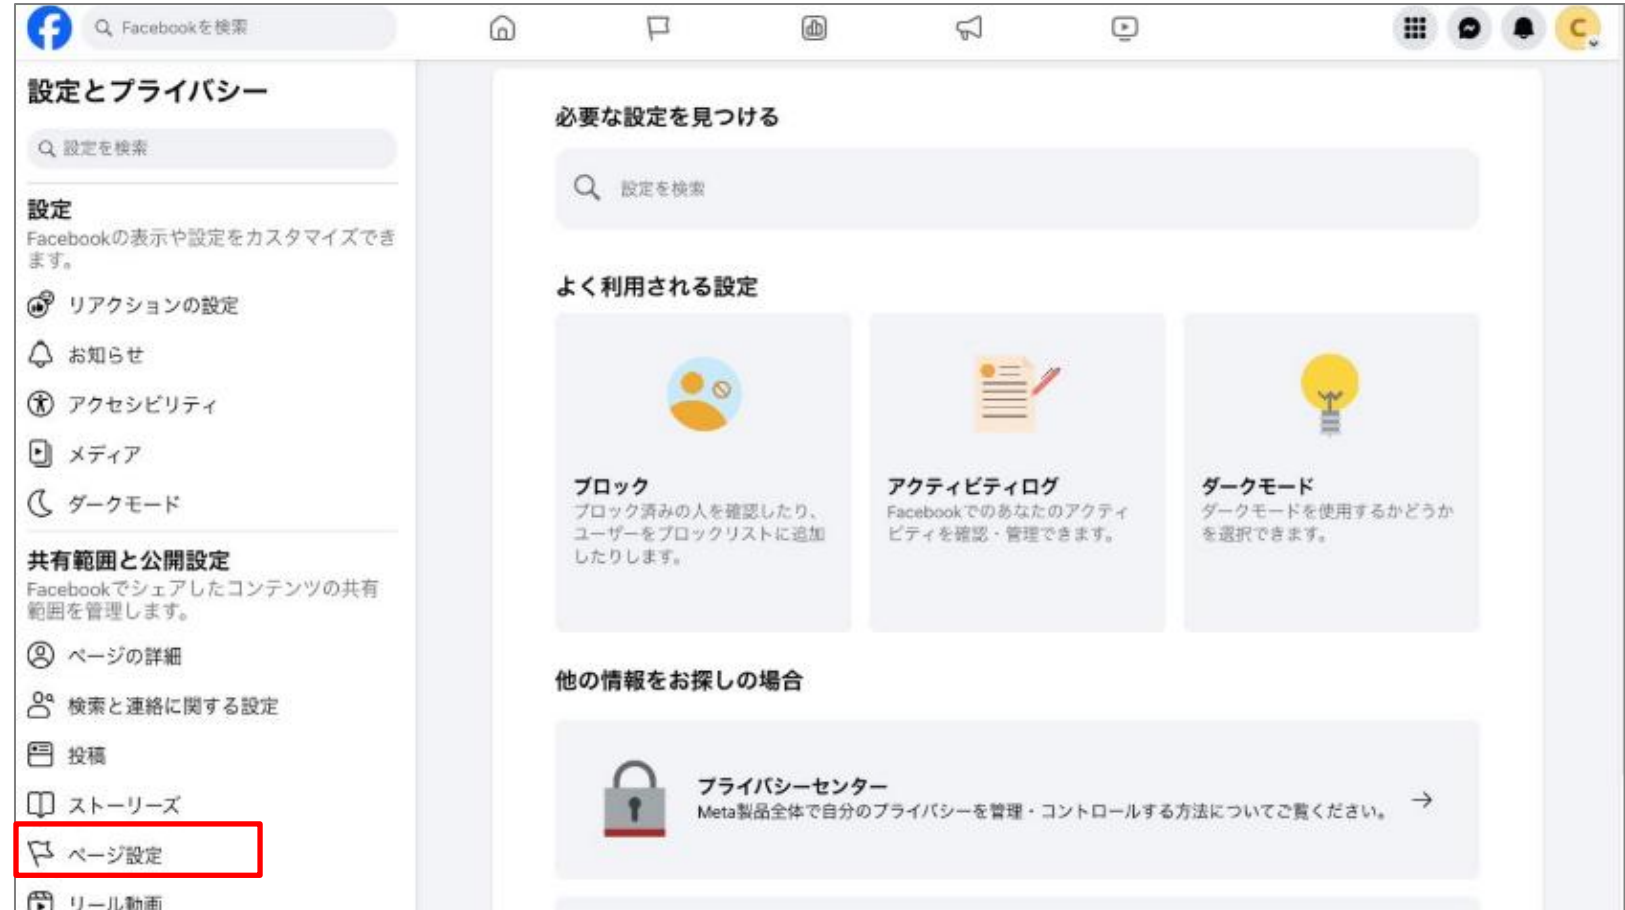 Facebookを検索
C
設定とプライバシー
設定を検索
設定
Facebookの表示や設定をカスタマイズでき
ます。
リアクションの設定
お知らせ
アクセシビリティ
メディア
ダークモード
共有範囲と公開設定
Facebookでシェアしたコンテンツの共有
範囲を管理します。
ページの詳細
検索と連絡に関する設定
投稿
ストーリーズ
ページ設定
リール動画
必要な設定を見つける
設定を検索
よく利用される設定
ブロック
ブロック済みの人を確認したり、
ユーザーをブロックリストに追加
したりします。
アクティビティログ
Facebookでのあなたのアクティ
ビティを確認・管理できます。
ダークモード
ダークモードを使用するかどうか
を選択できます。
他の情報をお探しの場合
プライバシーセンター
Meta製品全体で自分のプライバシーを管理・コントロールする方法についてご覧ください。